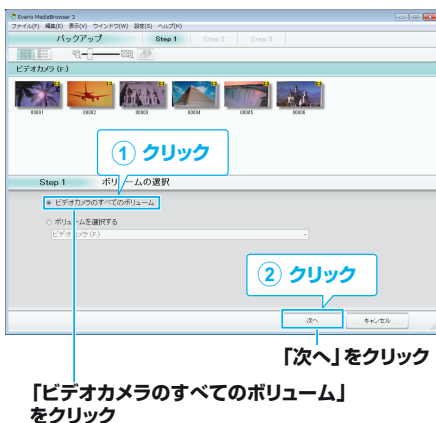 Everio MediaBrowser 3
ファイル(F) 編集(E) 表示(V) ウインドウ(W) 設定(S) ヘルプ(H)
バックアップ Step 1 Step 2 Step 3
ビデオカメラ (F:)
00001 00002 00003 00004 00005 00006
① クリック
Step 1 ボリュームの選択
ビデオカメラのすべてのボリューム
ボリュームを選択する
ビデオカメラ (F:)
② クリック
次へ キャンセル
「次へ」をクリック
「ビデオカメラのすべてのボリューム」
をクリック